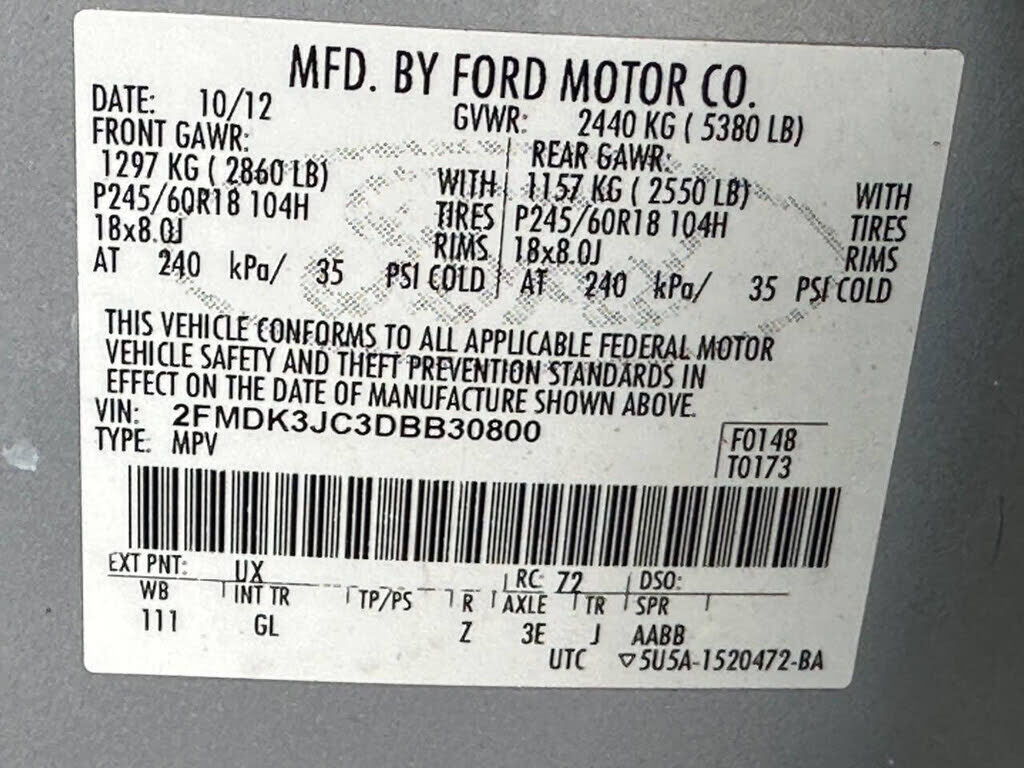 MFD. BY FORD MOTOR CO.
DATE: 10/12 GVWR: 2440 KG ( 5380 LB)
FRONT GAWR: REAR GAWR:
1297 KG ( 2860 LB) WITH 1157 KG ( 2550 LB) WITH
P245/60R18 104H TIRES P245/60R18 104H TIRES
18x8.0J RIMS 18x8.0J RIMS
AT 240 kPa/ 35 PSI COLD AT 240 kPa/ 35 PSI COLD
THIS VEHICLE CONFORMS TO ALL APPLICABLE FEDERAL MOTOR
VEHICLE SAFETY AND THEFT PREVENTION STANDARDS IN
EFFECT ON THE DATE OF MANUFACTURE SHOWN ABOVE.
VIN: 2FMDK3JC3DBB30800 F0148
TYPE: MPV T0173
EXT PNT: UX RC: 72 DSO:
WB INT TR TP/PS R AXLE TR SPR
111 GL Z 3E J AABB
UTC ▽5U5A-1520472-BA